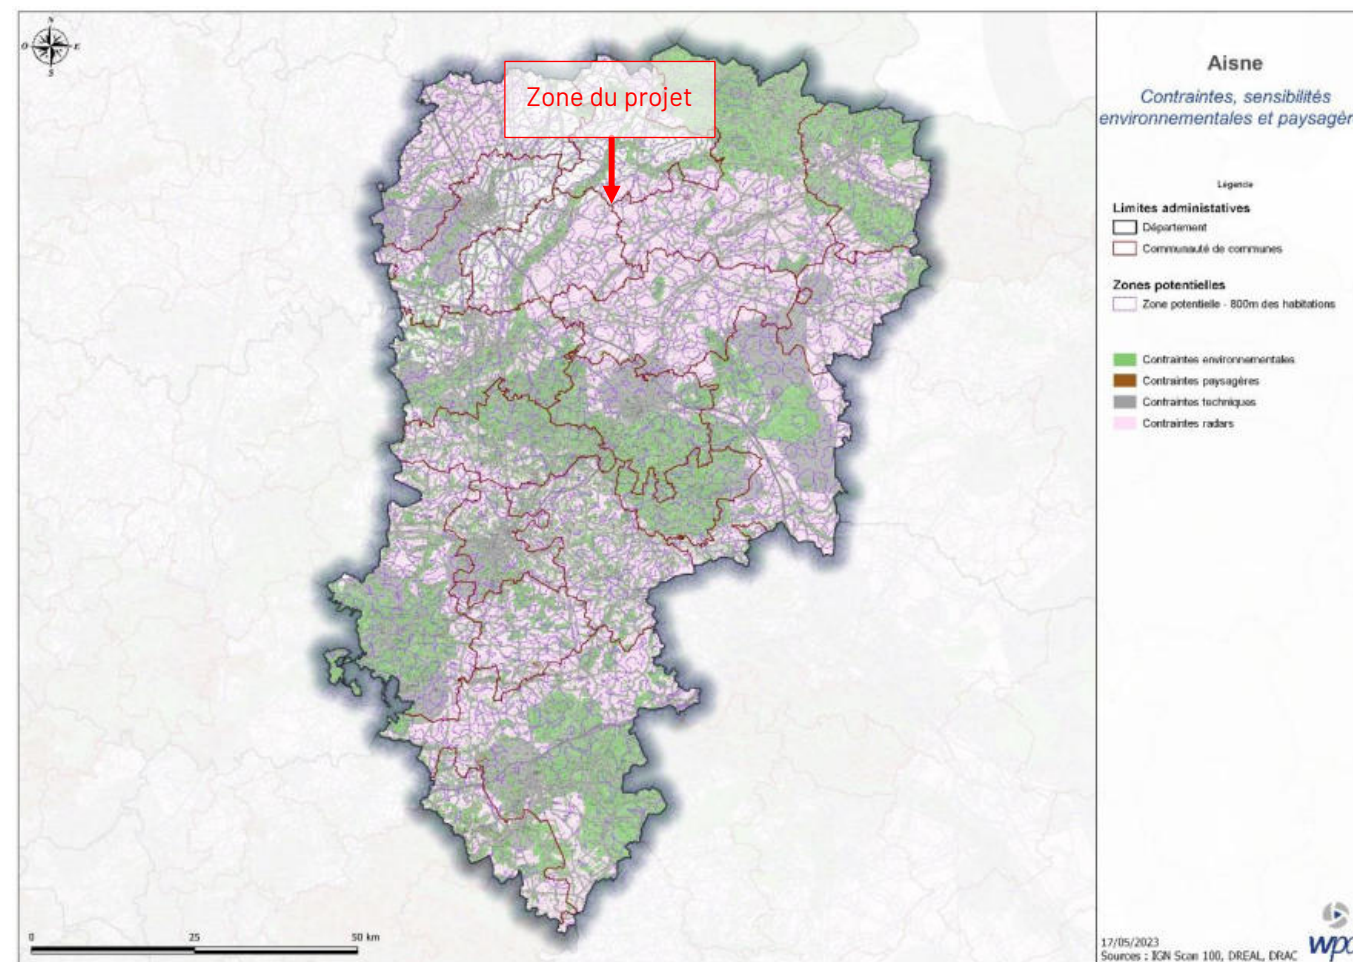 N
O
E
S
Zone du projet
Aisne
Contraintes, sensibilités
environnementales et paysagèr
Légende
Limites administatives
Département
Communauté de communes
Zones potentielles
Zone potentielle - 800m des habitations
Contraintes environnementales
Contraintes paysagères
Contraintes techniques
Contraintes radars
0 25 50 km
17/05/2023
Sources : IGN Scan 100, DREAL, DRAC
wpd